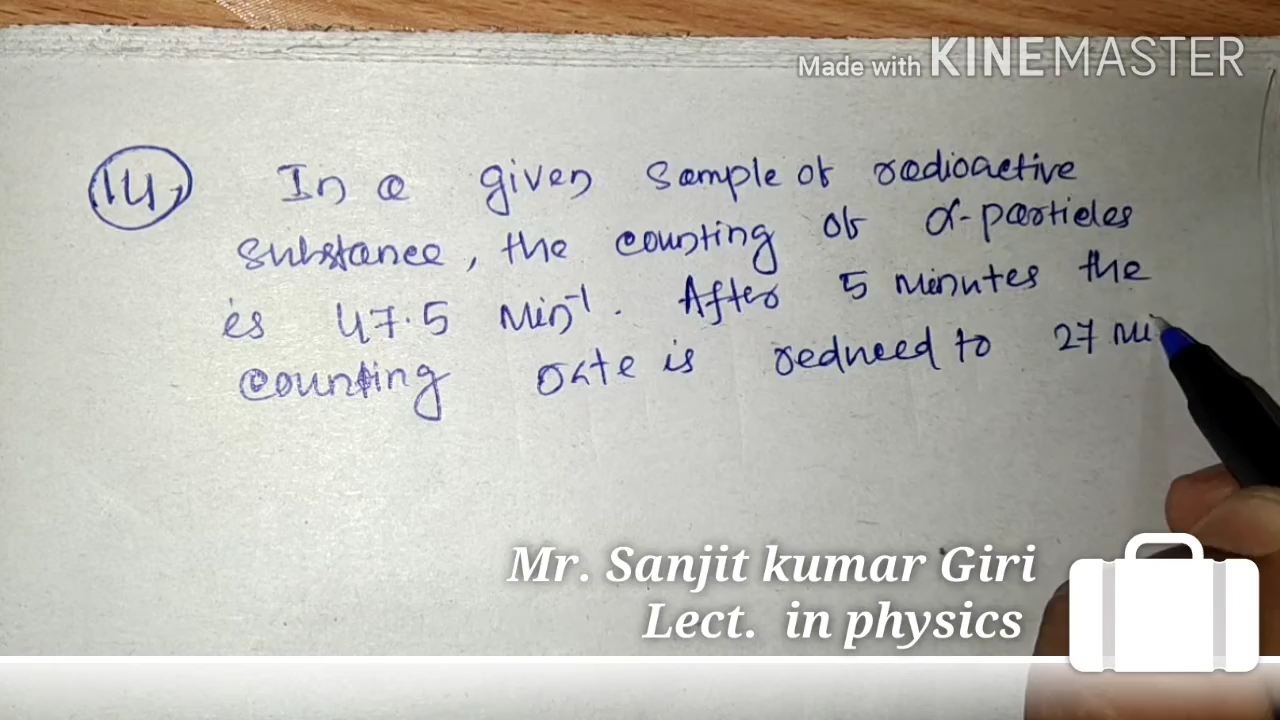 Made with KINEMASTER
14, In a given sample of radioactive
substance, the counting of α-particles
is 47.5 Min⁻¹. After 5 minutes the
counting rate is reduced to 27 mi
Mr. Sanjit kumar Giri
Lect. in physics